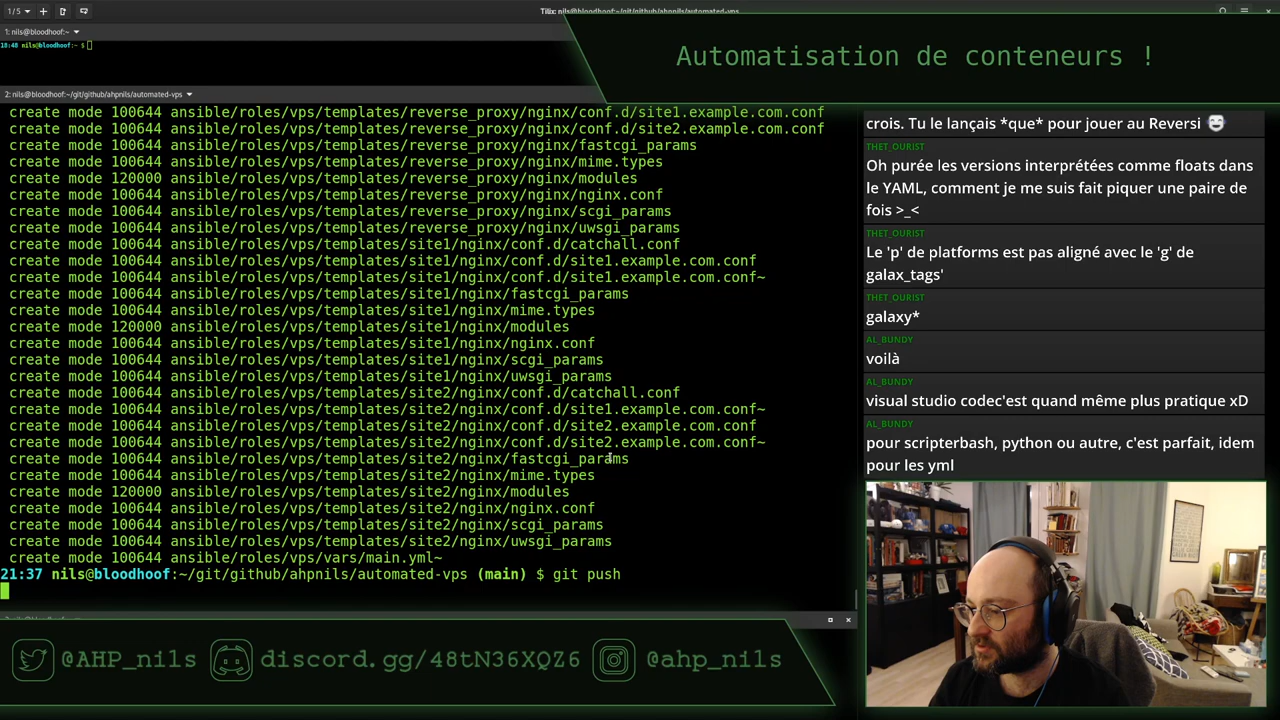 1/5
Tilix: nils@bloodhoof:~/git/github/ahpnils/automated-vps
1: nils@bloodhoof:~
18:48 nils@bloodhoof:~ $
Automatisation de conteneurs !
2: nils@bloodhoof:~/git/github/ahpnils/automated-vps
create mode 100644 ansible/roles/vps/templates/reverse_proxy/nginx/conf.d/site1.example.com.conf
create mode 100644 ansible/roles/vps/templates/reverse_proxy/nginx/conf.d/site2.example.com.conf
create mode 100644 ansible/roles/vps/templates/reverse_proxy/nginx/fastcgi_params
create mode 100644 ansible/roles/vps/templates/reverse_proxy/nginx/mime.types
create mode 120000 ansible/roles/vps/templates/reverse_proxy/nginx/modules
create mode 100644 ansible/roles/vps/templates/reverse_proxy/nginx/nginx.conf
create mode 100644 ansible/roles/vps/templates/reverse_proxy/nginx/scgi_params
create mode 100644 ansible/roles/vps/templates/reverse_proxy/nginx/uwsgi_params
create mode 100644 ansible/roles/vps/templates/site1/nginx/conf.d/catchall.conf
create mode 100644 ansible/roles/vps/templates/site1/nginx/conf.d/site1.example.com.conf
create mode 100644 ansible/roles/vps/templates/site1/nginx/conf.d/site1.example.com.conf~
create mode 100644 ansible/roles/vps/templates/site1/nginx/fastcgi_params
create mode 100644 ansible/roles/vps/templates/site1/nginx/mime.types
create mode 120000 ansible/roles/vps/templates/site1/nginx/modules
create mode 100644 ansible/roles/vps/templates/site1/nginx/nginx.conf
create mode 100644 ansible/roles/vps/templates/site1/nginx/scgi_params
create mode 100644 ansible/roles/vps/templates/site1/nginx/uwsgi_params
create mode 100644 ansible/roles/vps/templates/site2/nginx/conf.d/catchall.conf
create mode 100644 ansible/roles/vps/templates/site2/nginx/conf.d/site1.example.com.conf~
create mode 100644 ansible/roles/vps/templates/site2/nginx/conf.d/site2.example.com.conf
create mode 100644 ansible/roles/vps/templates/site2/nginx/conf.d/site2.example.com.conf~
create mode 100644 ansible/roles/vps/templates/site2/nginx/fastcgi_params
create mode 100644 ansible/roles/vps/templates/site2/nginx/mime.types
create mode 120000 ansible/roles/vps/templates/site2/nginx/modules
create mode 100644 ansible/roles/vps/templates/site2/nginx/nginx.conf
create mode 100644 ansible/roles/vps/templates/site2/nginx/scgi_params
create mode 100644 ansible/roles/vps/templates/site2/nginx/uwsgi_params
create mode 100644 ansible/roles/vps/vars/main.yml~
21:37 nils@bloodhoof:~/git/github/ahpnils/automated-vps (main) $ git push
crois. Tu le lançais *que* pour jouer au Reversi
THET_OURIST
Oh purée les versions interprétées comme floats dans
le YAML, comment je me suis fait piquer une paire de
fois >_<
THET_OURIST
Le 'p' de platforms est pas aligné avec le 'g' de
galax_tags'
THET_OURIST
galaxy*
AL_BUNDY
voilà
AL_BUNDY
visual studio codec'est quand même plus pratique xD
AL_BUNDY
pour scripterbash, python ou autre, c'est parfait, idem
pour les yml
@AHP_nils
discord.gg/48tN36XQZ6
@ahp_nils